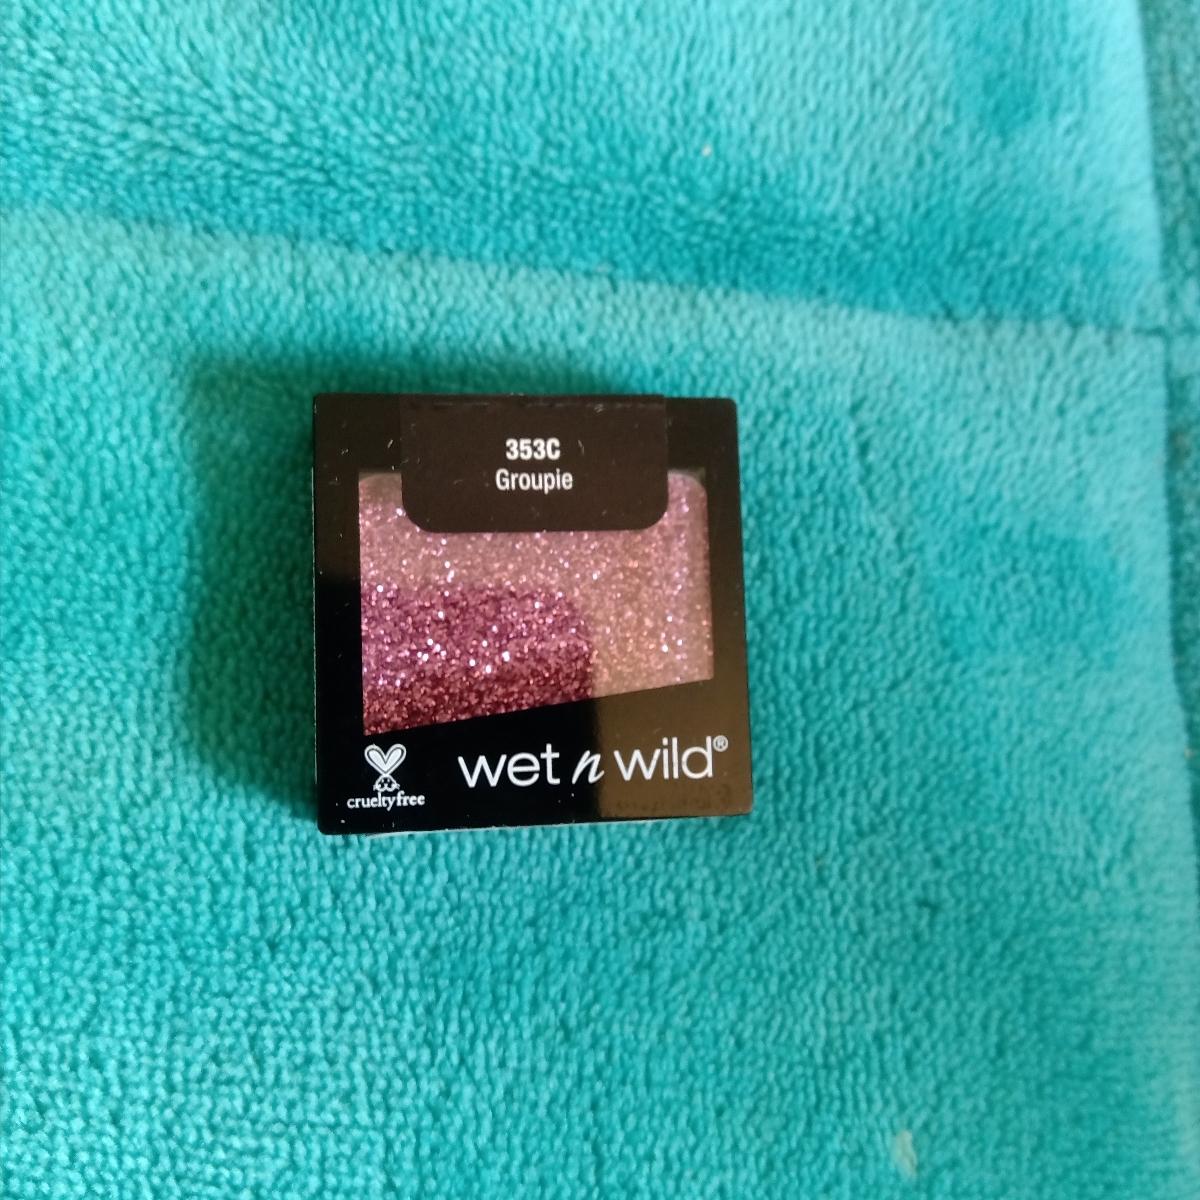 353C
Groupie
wet n wild®
crueltyfree